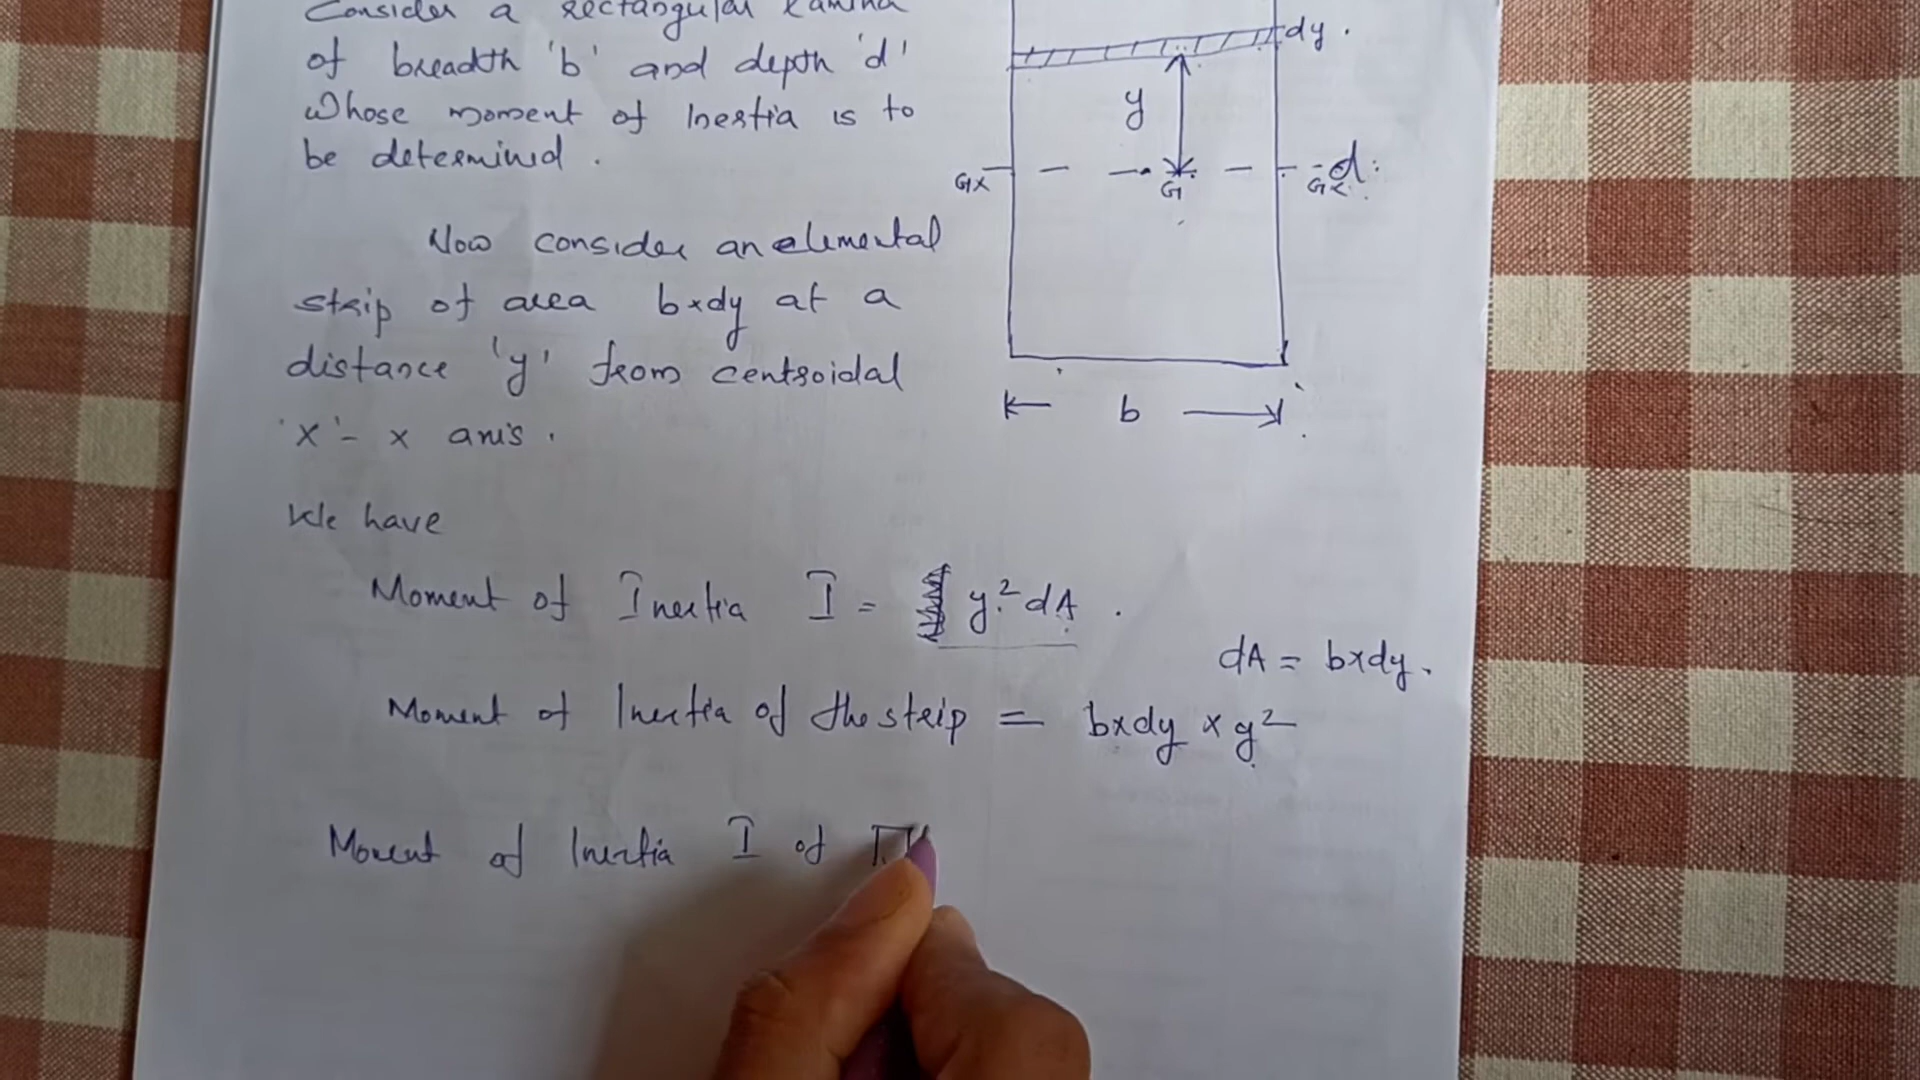 Consider a rectangular Lamina
of breadth 'b' and depth 'd'
Whose moment of Inertia is to
be determined.
dy.
y
Gx
G
Gx
d
Now consider an elemental
strip of area b×dy at a
distance 'y' from centroidal
'x'- x axis.
b
We have
Moment of Inertia I = y² dA.
dA = b×dy.
Moment of Inertia of the strip = b×dy × y²
Moment of Inertia I of